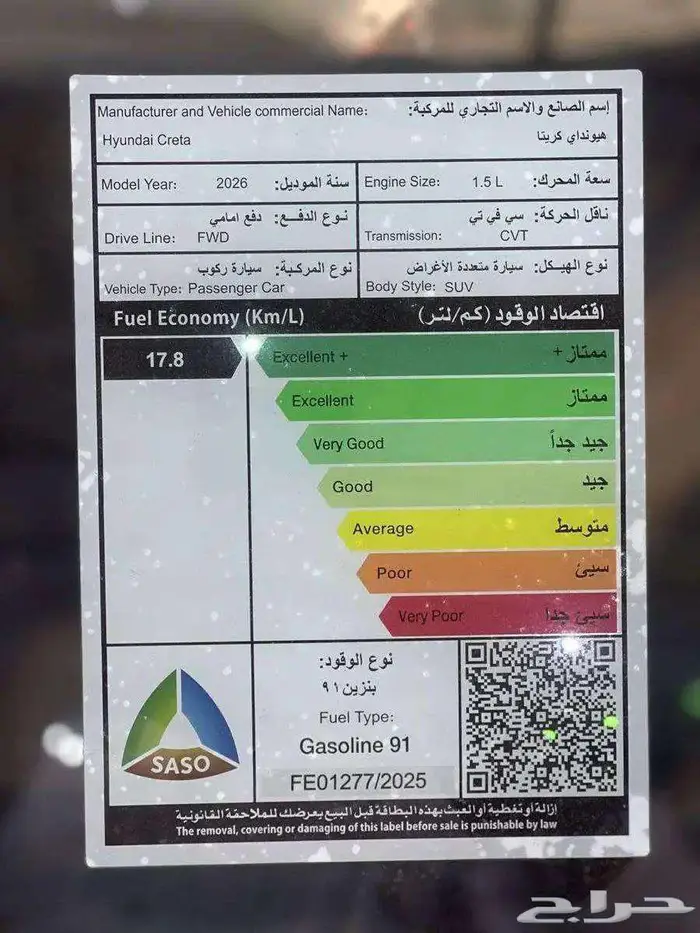 Manufacturer and Vehicle commercial Name: إسم الصانع والاسم التجاري للمركبة:
Hyundai Creta هيونداي كريتا
Model Year: 2026 سنة الموديل:
Engine Size: 1.5 L سعة المحرك:
نوع الدفع: دفع امامي
Drive Line: FWD
ناقل الحركة: سي في تي
Transmission: CVT
نوع المركبة: سيارة ركوب
Vehicle Type: Passenger Car
نوع الهيكل: سيارة متعددة الأغراض
Body Style: SUV
Fuel Economy (Km/L) اقتصاد الوقود (كم/لتر)
17.8
Excellent + ممتاز +
Excellent ممتاز
Very Good جيد جداً
Good جيد
Average متوسط
Poor سيئ
Very Poor سيئ جداً
SASO
نوع الوقود:
بنزين ٩١
Fuel Type:
Gasoline 91
FE01277/2025
إزالة أو تغطية أو العبث بهذه البطاقة قبل البيع يعرضك للملاحقة القانونية
The removal, covering or damaging of this label before sale is punishable by law
حراج